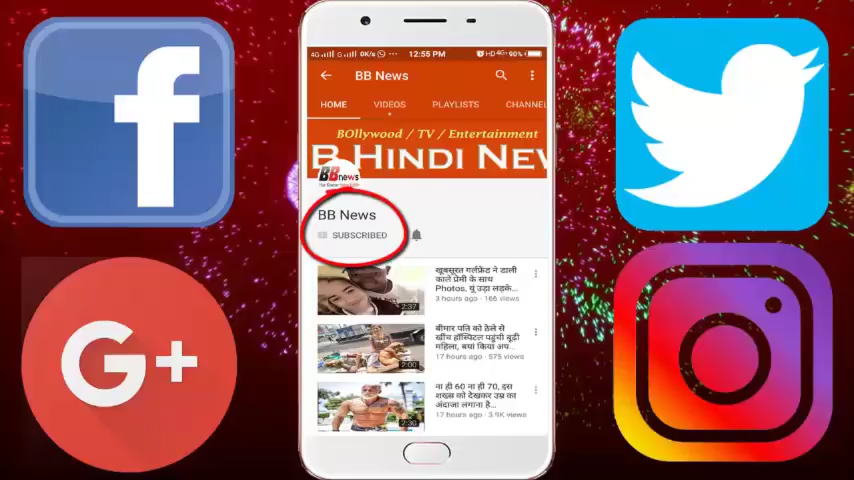 f
12:55 PM
BB News
HOME VIDEOS PLAYLISTS CHANNEL
BOllywood / TV / Entertainment
B HINDI NEW
BBnews
BB News
SUBSCRIBED
खूबसूरत गर्लफ्रेंड ने डाली
काले प्रेमी के साथ
Photos, यूं उड़ा लड़के...
3 hours ago · 166 views
2:37
बीमार पति को ठेले से
खींच हॉस्पिटल पहुंची बूढ़ी
महिला, बयां किया अप...
17 hours ago · 575 views
2:00
ना ही 60 ना ही 70, इस
शख्स को देखकर उम्र का
अंदाजा लगाना है...
17 hours ago · 3.9K views
2:30
G+